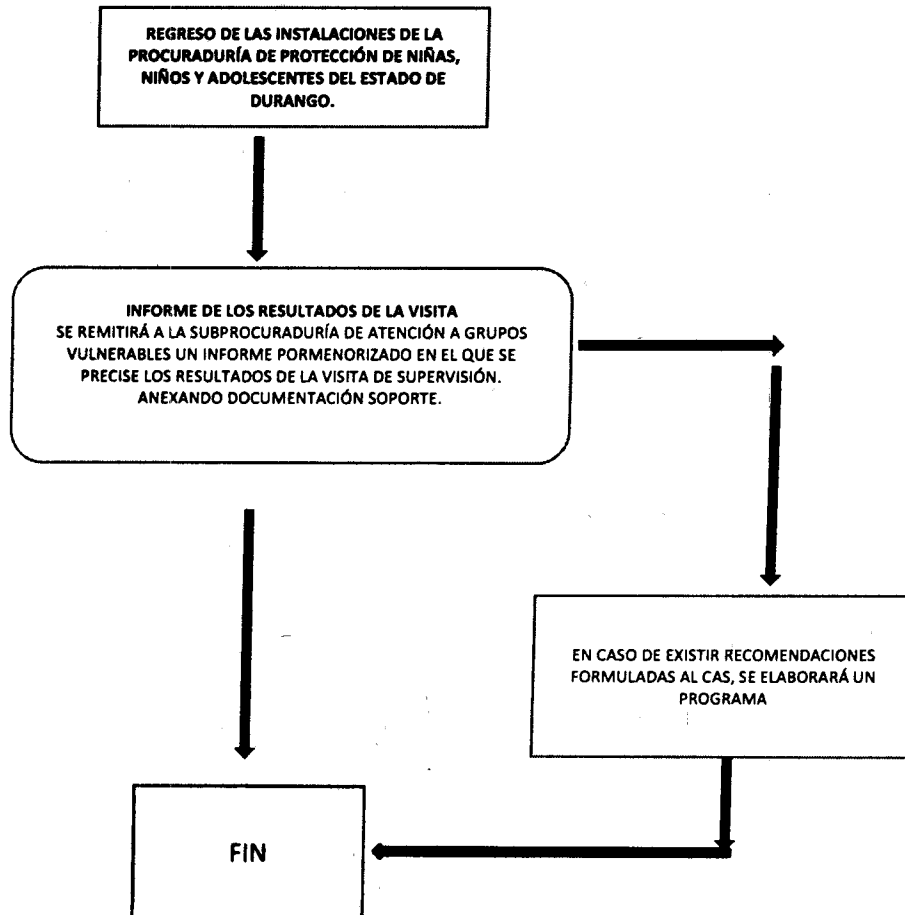 REGRESO DE LAS INSTALACIONES DE LA
PROCURADURÍA DE PROTECCIÓN DE NIÑAS,
NIÑOS Y ADOLESCENTES DEL ESTADO DE
DURANGO.
INFORME DE LOS RESULTADOS DE LA VISITA
SE REMITIRÁ A LA SUBPROCURADURÍA DE ATENCIÓN A GRUPOS
VULNERABLES UN INFORME PORMENORIZADO EN EL QUE SE
PRECISE LOS RESULTADOS DE LA VISITA DE SUPERVISIÓN.
ANEXANDO DOCUMENTACIÓN SOPORTE.
EN CASO DE EXISTIR RECOMENDACIONES
FORMULADAS AL CAS, SE ELABORARÁ UN
PROGRAMA
FIN